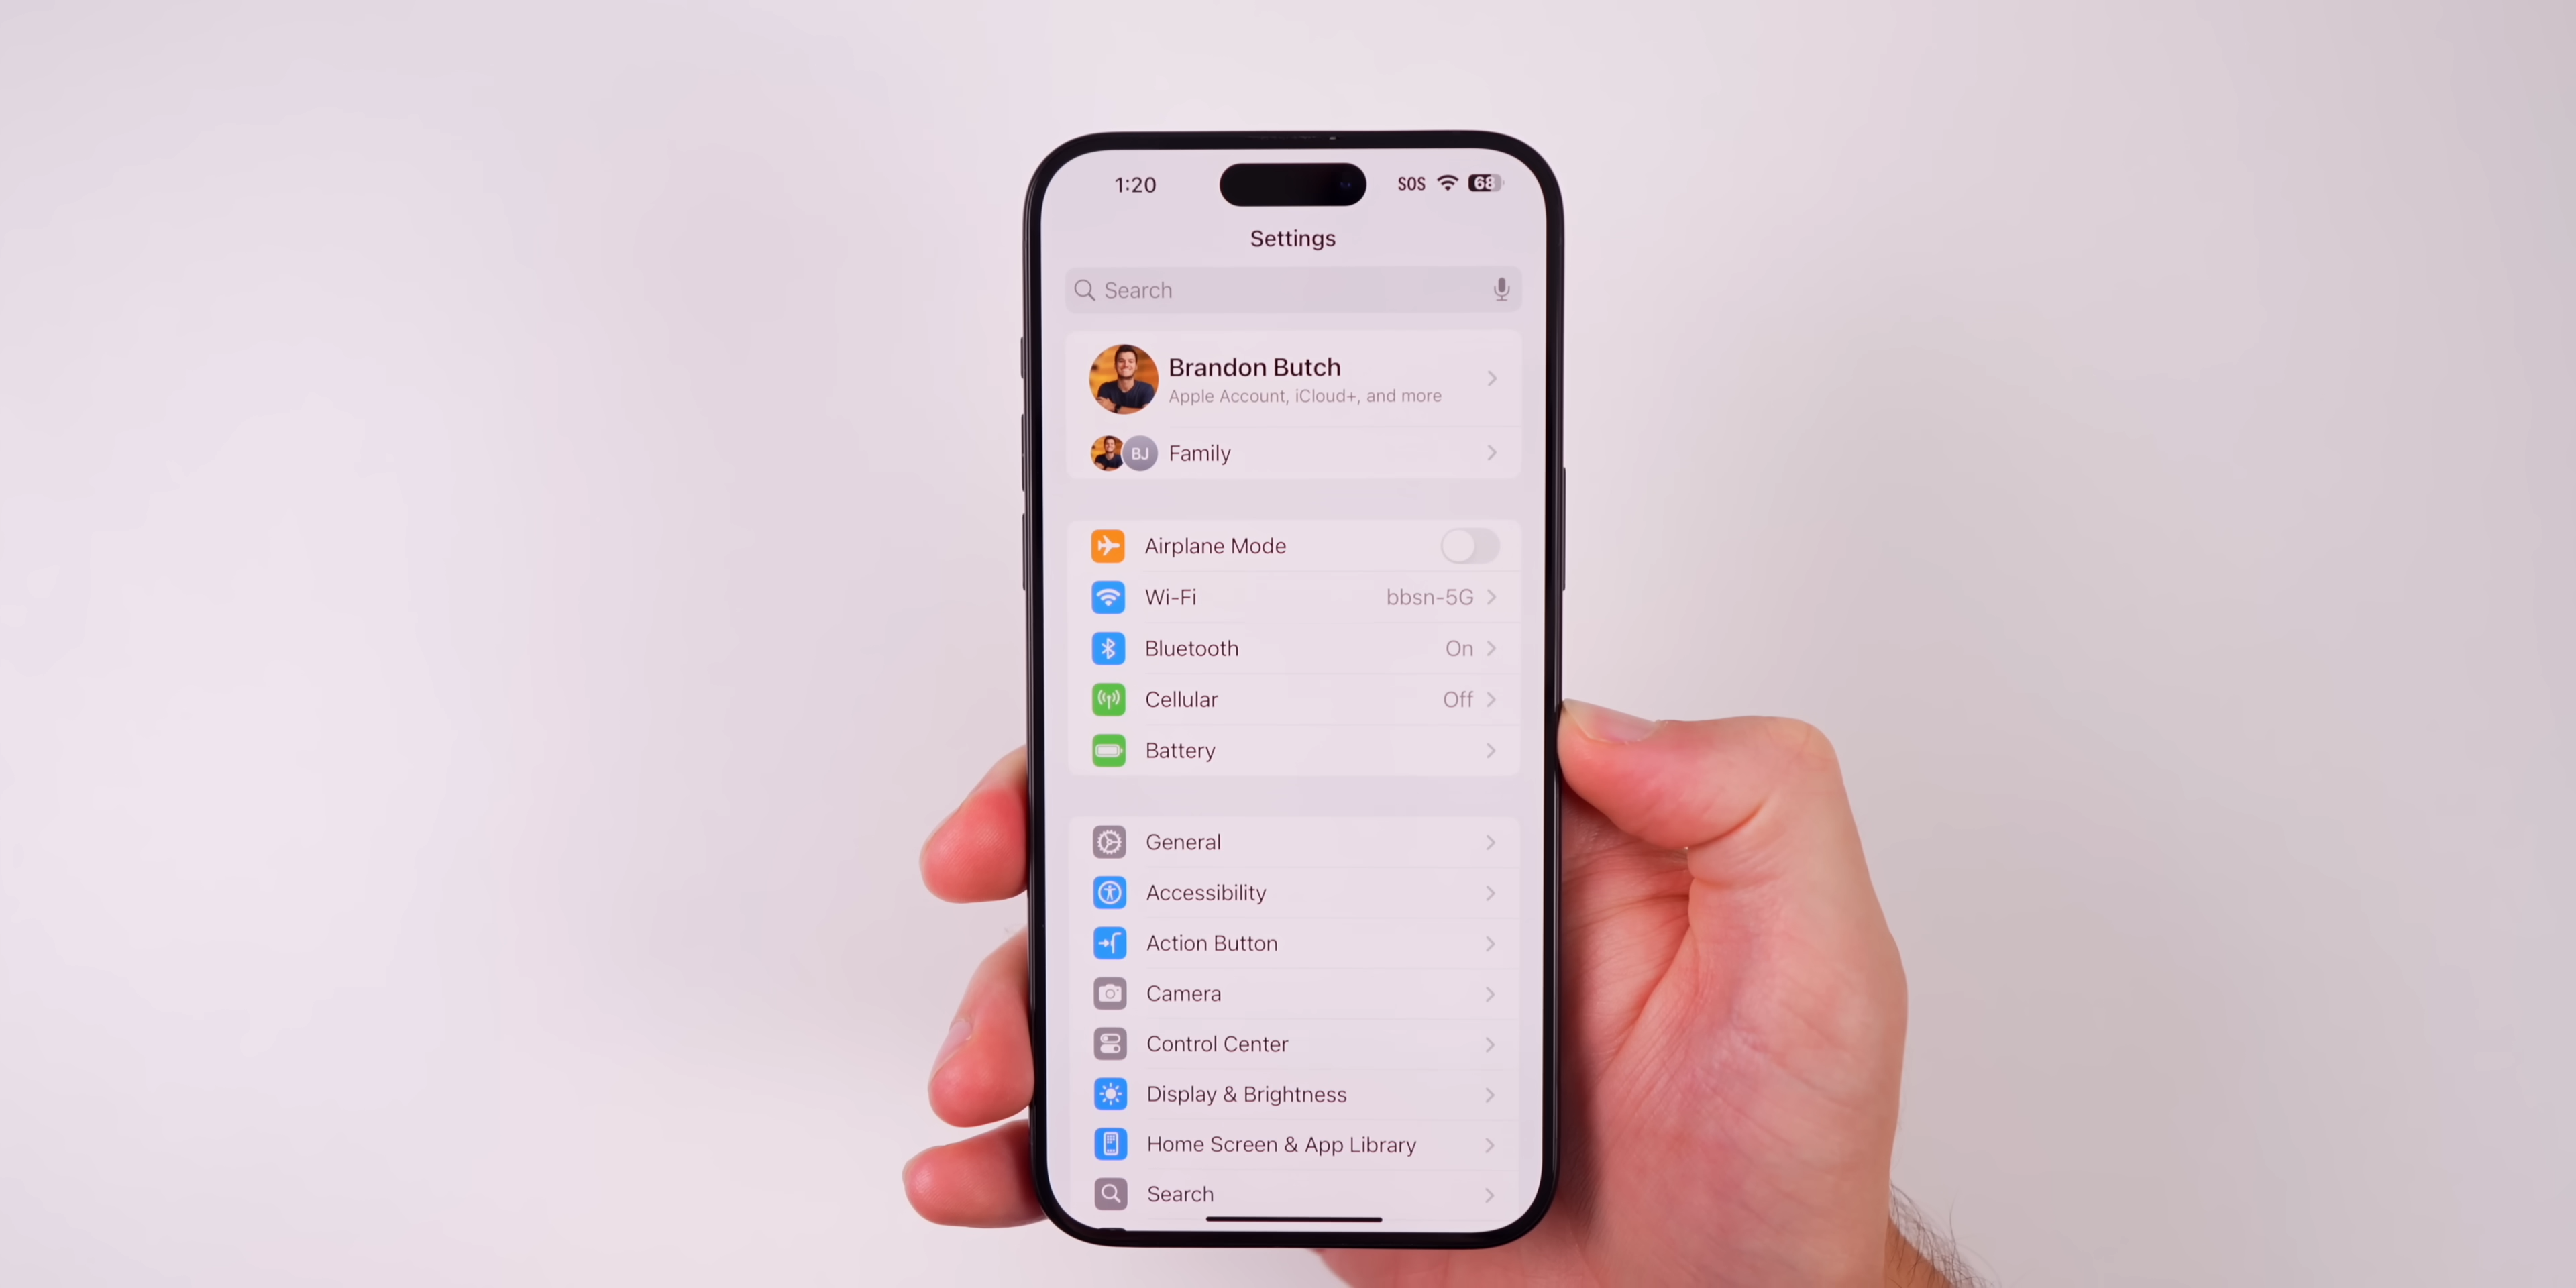 1:20 SOS 68
Settings
Search
Brandon Butch
Apple Account, iCloud+, and more
BJ Family
Airplane Mode
Wi-Fi bbsn-5G
Bluetooth On
Cellular Off
Battery
General
Accessibility
Action Button
Camera
Control Center
Display & Brightness
Home Screen & App Library
Search